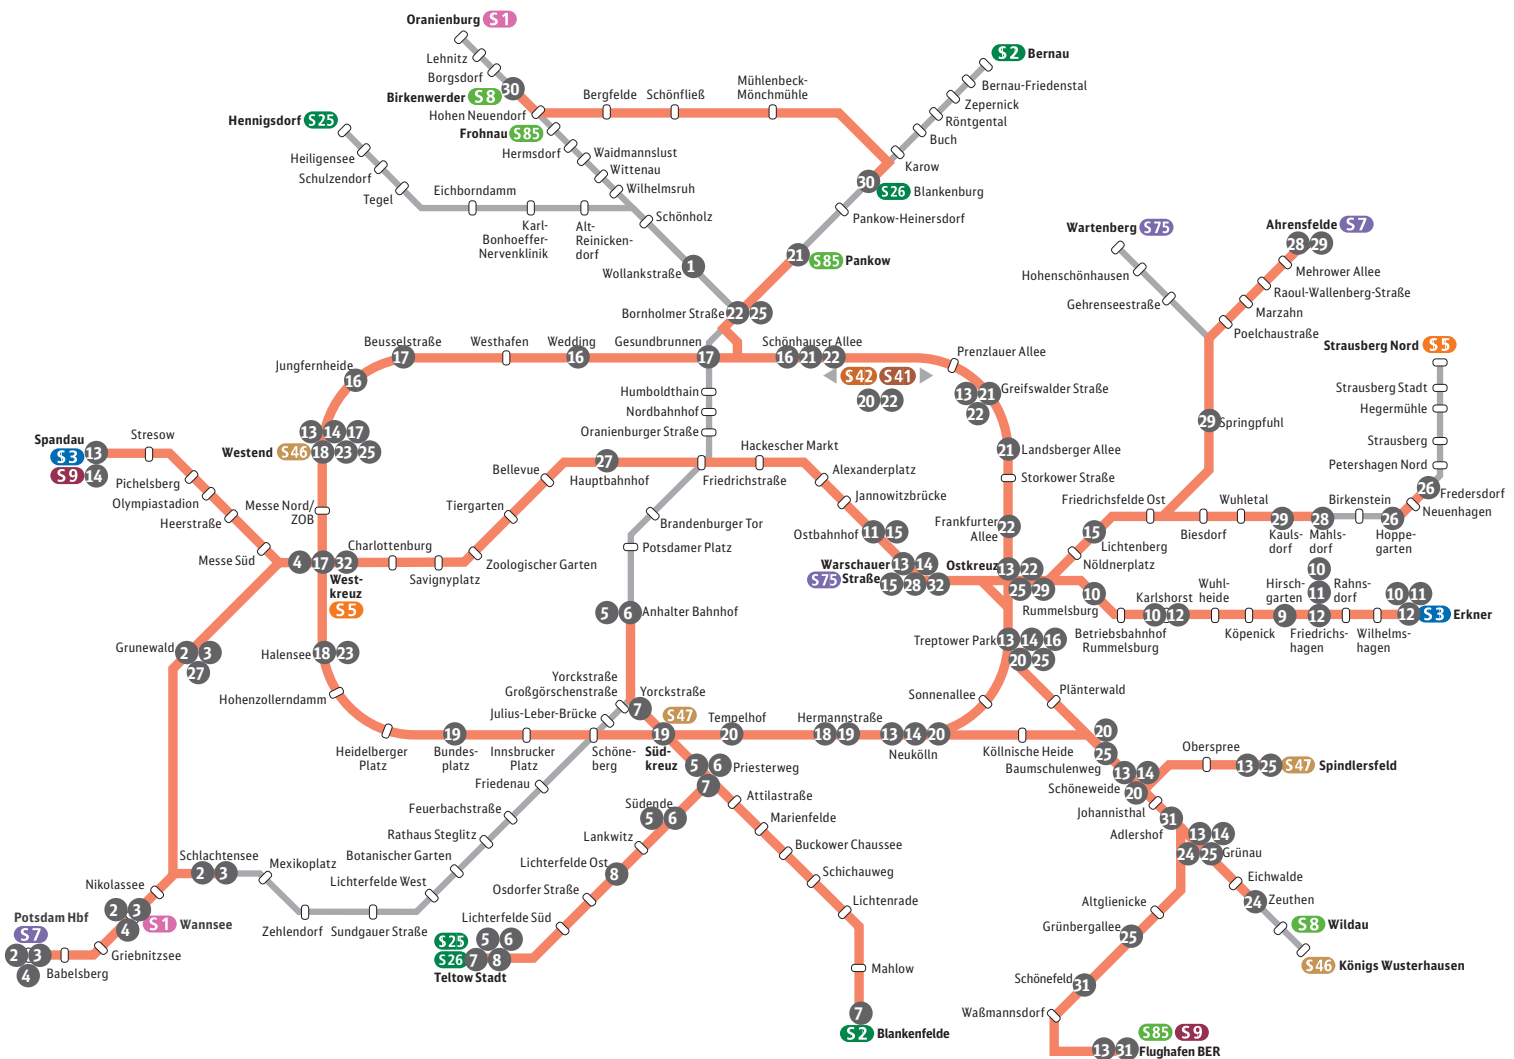 Oranienburg S1
Lehnitz
Borgsdorf
30
Birkenwerder S8
Hohen Neuendorf
Frohnau S85
Hermsdorf
Waidmannslust
Wittenau
Wilhelmsruh
Schönholz
Wollankstraße
1
Bergfelde
Schönfließ
Mühlenbeck-
Mönchmühle
S2 Bernau
Bernau-Friedenstal
Zepernick
Röntgental
Buch
Karow
30
S26 Blankenburg
Pankow-Heinersdorf
21
S85 Pankow
Hennigsdorf S25
Heiligensee
Schulzendorf
Tegel
Eichborndamm
Karl-
Bonhoeffer-
Nervenklinik
Alt-
Reinicken-
dorf
Bornholmer Straße 22 25
Wartenberg S75
Hohenschönhausen
Gehrenseestraße
Ahrensfelde S7
28 29
Mehrower Allee
Raoul-Wallenberg-Straße
Marzahn
Poelchaustraße
29 Springpfuhl
Strausberg Nord S5
Strausberg Stadt
Hegermühle
Strausberg
Petershagen Nord
26 Fredersdorf
Neuenhagen
Beusselstraße
17
Westhafen
Wedding
16
Gesundbrunnen
17
Schönhauser Allee
16 21 22
S42 S41
20 22
Prenzlauer Allee
13 21 Greifswalder Straße
22
21 Landsberger Allee
Storkower Straße
Frankfurter
Allee
22
Jungfernheide
16
13 14 17
Westend S46 18 23 25
Messe Nord/
ZOB
Humboldthain
Nordbahnhof
Oranienburger Straße
Spandau
S3
S9
13
14
Stresow
Pichelsberg
Olympiastadion
Heerstraße
Messe Süd
4 17 32
West-
kreuz
S5
Charlottenburg
Savignyplatz
Zoologischer Garten
Tiergarten
Bellevue
27
Hauptbahnhof
Friedrichstraße
Hackescher Markt
Alexanderplatz
Jannowitzbrücke
11 15
Ostbahnhof
Warschauer
S75 Straße
13 14
15 28 32
Ostkreuz 13 22
25 29
Brandenburger Tor
Potsdamer Platz
5 6 Anhalter Bahnhof
Friedrichsfelde Ost
15
Lichtenberg
Nöldnerplatz
Biesdorf
Wuhletal
29
Kauls-
dorf
28
Mahls-
dorf
10
Birkenstein
26
Hoppe-
garten
Rummelsburg
10
Betriebsbahnhof
Rummelsburg
Karlshorst
10 12
Wuhl-
heide
Köpenick
Hirsch-
garten
9
11
12
Friedrichs-
hagen
Rahns-
dorf
Wilhelms-
hagen
10 11
12 S3 Erkner
Grunewald
2 3
27
Halensee 18 23
Hohenzollerndamm
Heidelberger
Platz
19
Bundes-
platz
Innsbrucker
Platz
Schöne-
berg
Julius-Leber-Brücke
Yorckstraße
Großgörschenstraße
Yorckstraße
7
S47
19
Süd-
kreuz
Tempelhof
20
Hermannstraße
18 19
13 14 20
Neukölln
Sonnenallee
Treptower Park 13 14 16
20 25
Plänterwald
Köllnische Heide
20
25
Baumschulenweg
13 14
Schöneweide
20
Oberspree
13 25 S47 Spindlersfeld
Johannisthal
31
Adlershof
13 14
24 25 Grünau
Eichwalde
24
Zeuthen
S8 Wildau
S46 Königs Wusterhausen
Altglienicke
Grünbergallee
25
Schönefeld
31
Waßmannsdorf
S85 S9
13 31 Flughafen BER
5 6 Priesterweg
7
Attilastraße
Marienfelde
Buckower Chaussee
Schichauweg
Lichtenrade
Mahlow
7
S2 Blankenfelde
Südende
5 6
Lankwitz
Lichterfelde Ost
8
Osdorfer Straße
Lichterfelde Süd
S25 5 6
S26 7 8
Teltow Stadt
Friedenau
Feuerbachstraße
Rathaus Steglitz
Botanischer Garten
Lichterfelde West
Sundgauer Straße
Zehlendorf
Mexikoplatz
Schlachtensee
2 3
Nikolassee
2 3
4 S1 Wannsee
Griebnitzsee
Babelsberg
Potsdam Hbf
S7
2 13
4